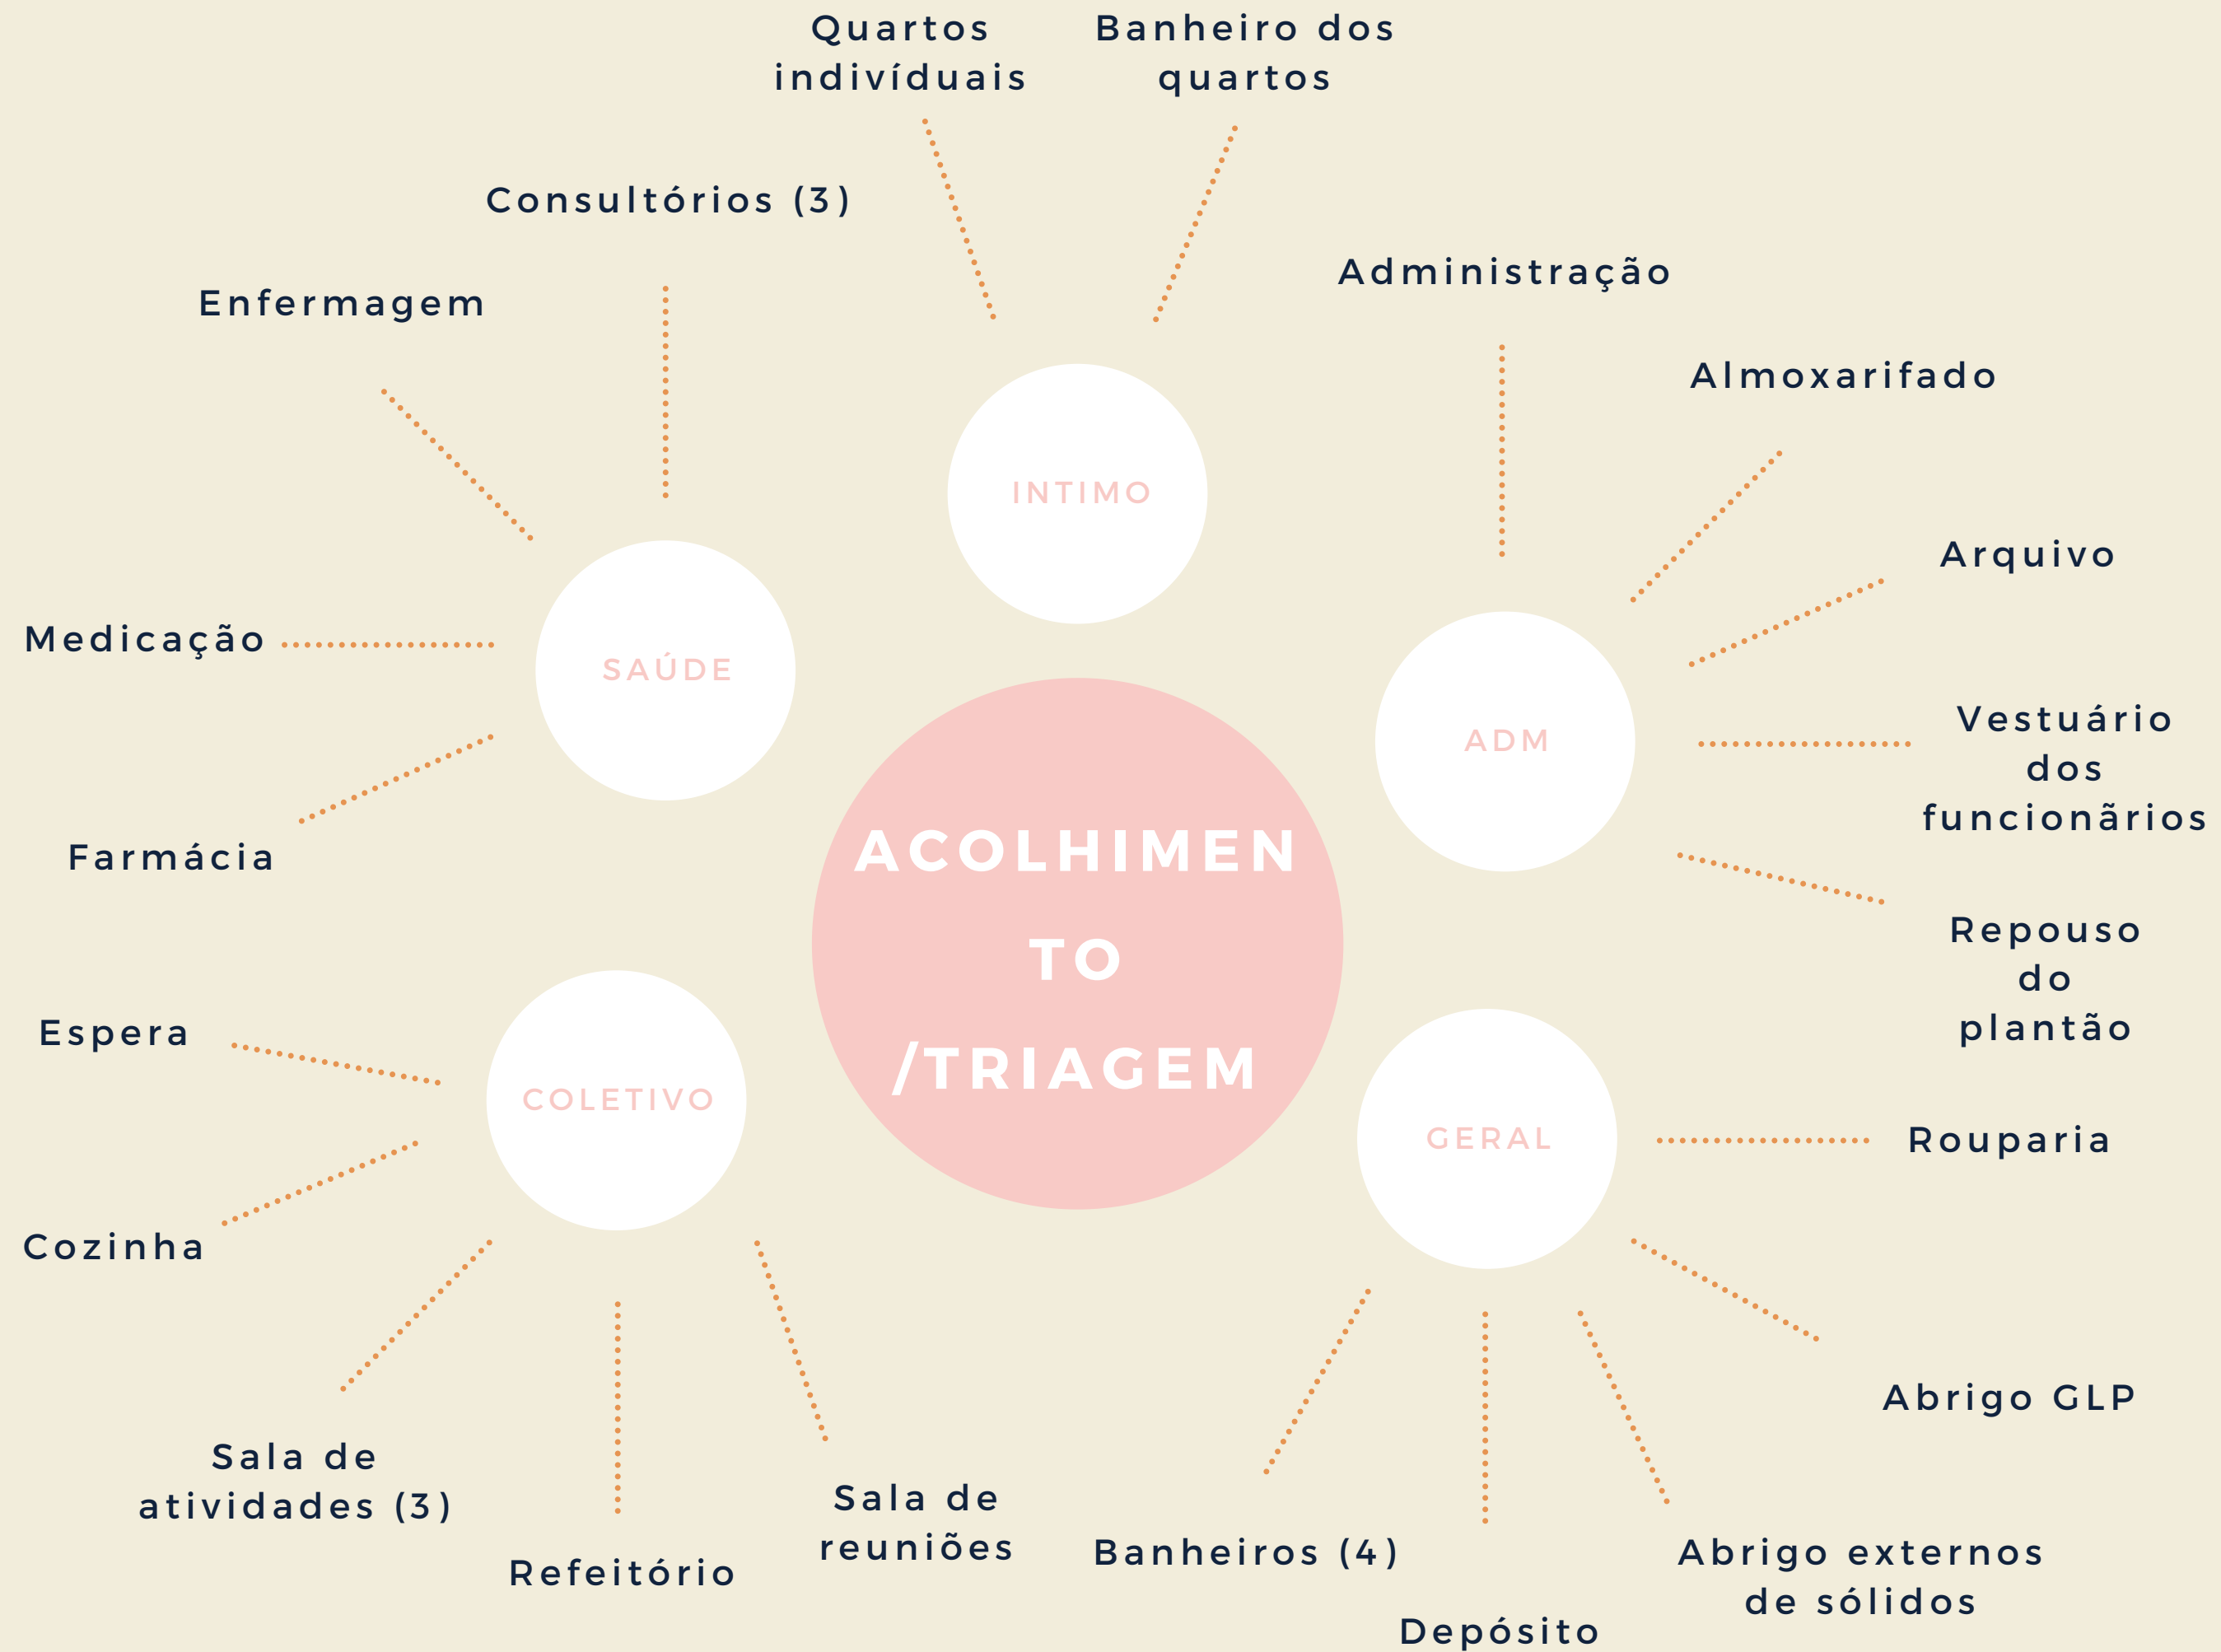 Quartos
indivíduais
Banheiro dos
quartos
Consultórios (3)
Enfermagem
Medicação
Farmácia
INTIMO
SAÚDE
Administração
Almoxarifado
Arquivo
Vestuário
dos
funcionãrios
Repouso
do
plantão
ADM
ACOLHIMEN
TO
/TRIAGEM
Espera
Cozinha
COLETIVO
Sala de
atividades (3)
Refeitório
Sala de
reuniões
GERAL
Rouparia
Abrigo GLP
Abrigo externos
de sólidos
Banheiros (4)
Depósito